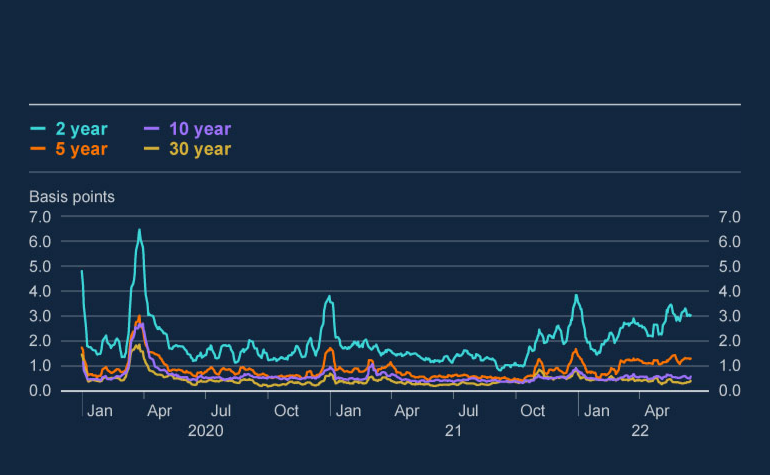 2 year 10 year
5 year 30 year
Basis points
7.0 7.0
6.0 6.0
5.0 5.0
4.0 4.0
3.0 3.0
2.0 2.0
1.0 1.0
0.0 0.0
Jan Apr Jul Oct Jan Apr Jul Oct Jan Apr
2020 21 22